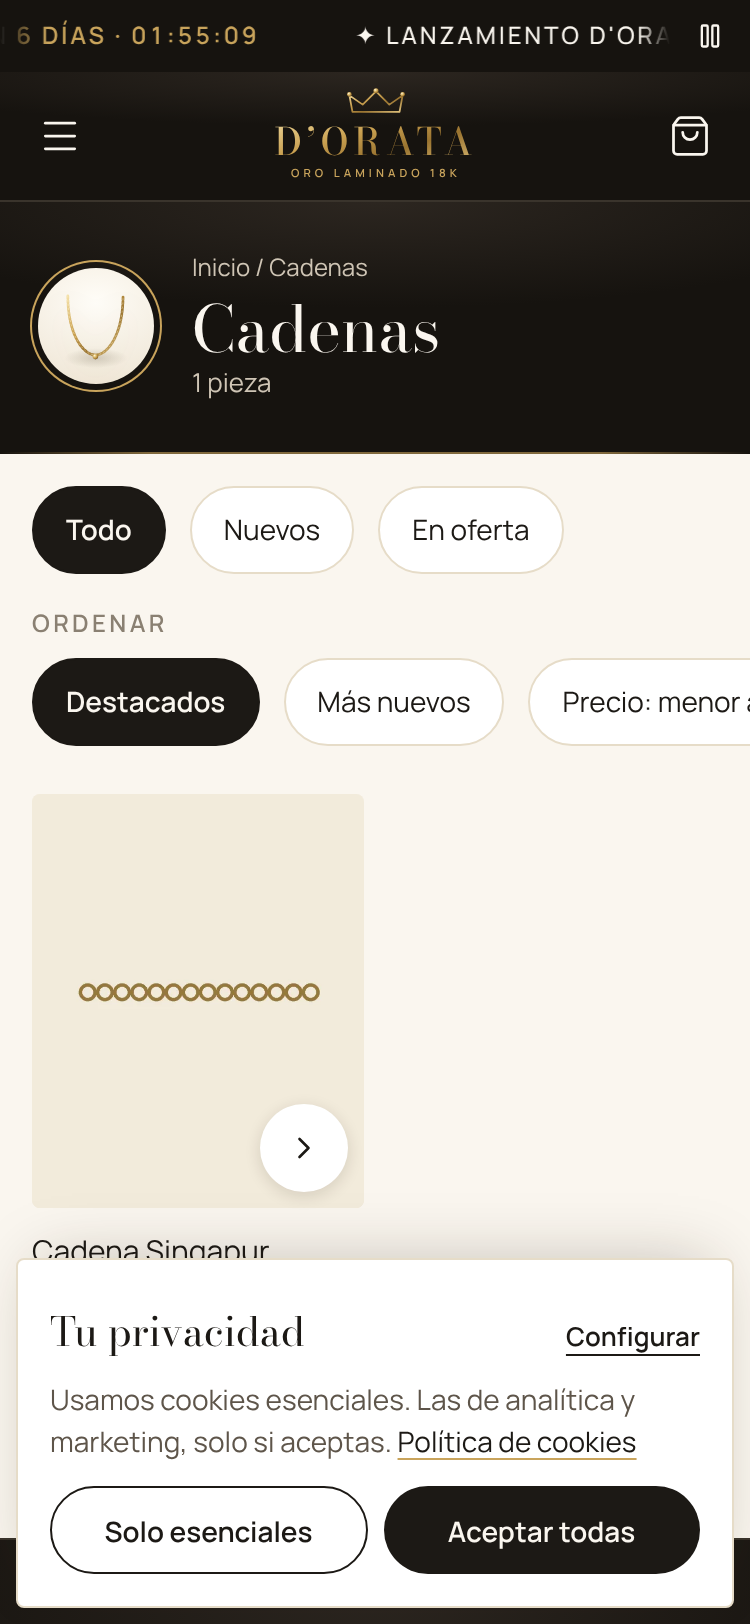 6 DÍAS · 01:55:09 ✦ LANZAMIENTO D'ORA
D'ORATA
ORO LAMINADO 18K
Inicio / Cadenas
Cadenas
1 pieza
Todo Nuevos En oferta
ORDENAR
Destacados Más nuevos Precio: menor a
Cadena Singapur
Tu privacidad Configurar
Usamos cookies esenciales. Las de analítica y
marketing, solo si aceptas. Política de cookies
Solo esenciales Aceptar todas